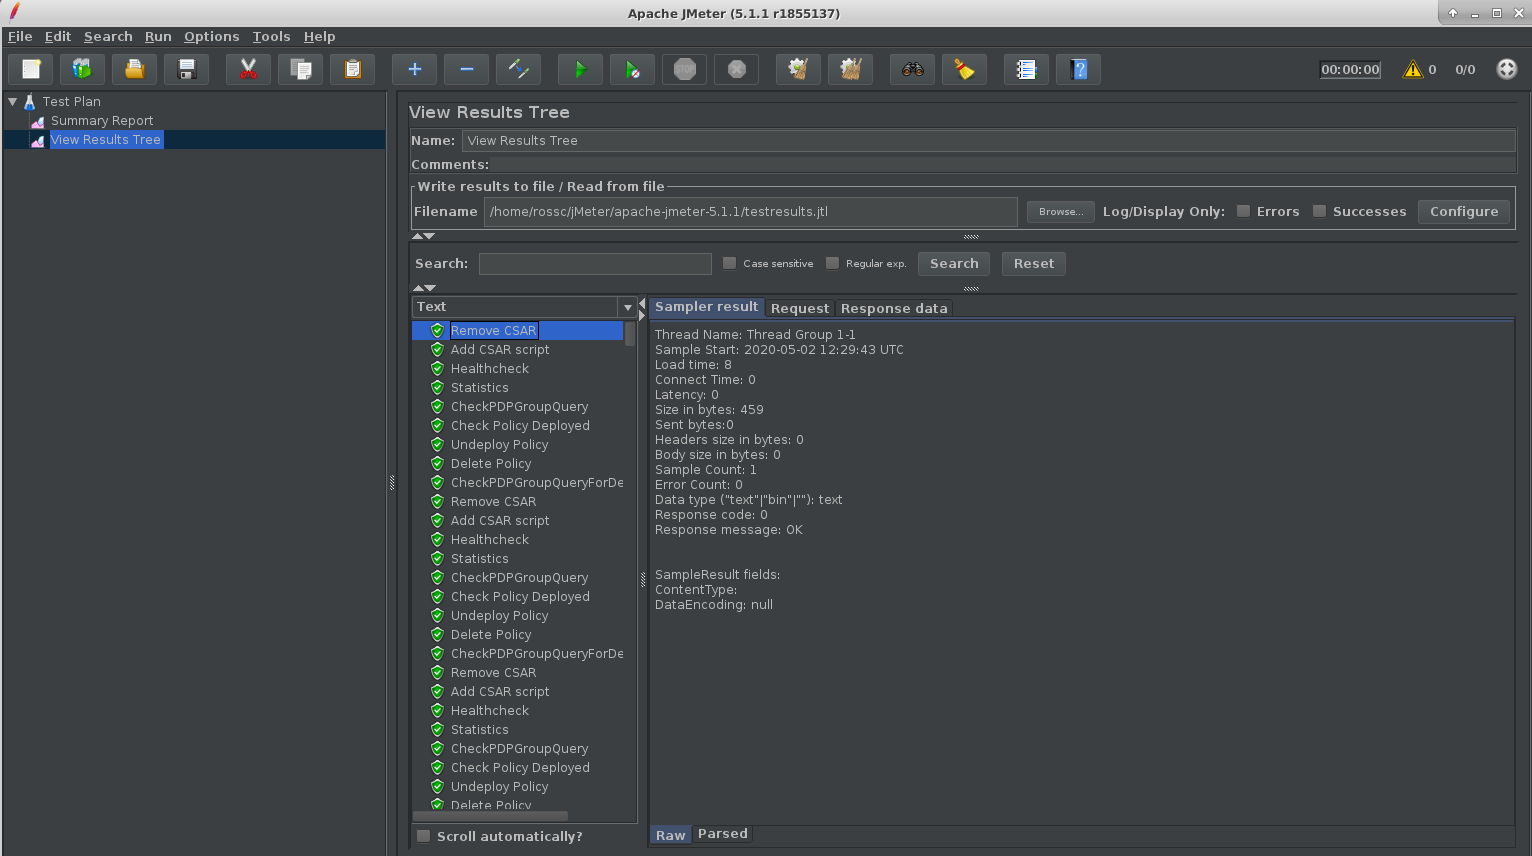 Apache JMeter (5.1.1 r1855137)
File Edit Search Run Options Tools Help
STOP
00:00:00 0 0/0
Test Plan
Summary Report
View Results Tree
View Results Tree
Name: View Results Tree
Comments:
Write results to file / Read from file
Filename /home/rossc/jMeter/apache-jmeter-5.1.1/testresults.jtl Browse... Log/Display Only: Errors Successes Configure
Search: Case sensitive Regular exp. Search Reset
Text
Remove CSAR
Add CSAR script
Healthcheck
Statistics
CheckPDPGroupQuery
Check Policy Deployed
Undeploy Policy
Delete Policy
CheckPDPGroupQueryForDe
Remove CSAR
Add CSAR script
Healthcheck
Statistics
CheckPDPGroupQuery
Check Policy Deployed
Undeploy Policy
Delete Policy
CheckPDPGroupQueryForDe
Remove CSAR
Add CSAR script
Healthcheck
Statistics
CheckPDPGroupQuery
Check Policy Deployed
Undeploy Policy
Delete Policy
Scroll automatically?
Sampler result Request Response data
Thread Name: Thread Group 1-1
Sample Start: 2020-05-02 12:29:43 UTC
Load time: 8
Connect Time: 0
Latency: 0
Size in bytes: 459
Sent bytes:0
Headers size in bytes: 0
Body size in bytes: 0
Sample Count: 1
Error Count: 0
Data type ("text"|"bin"|""): text
Response code: 0
Response message: OK
SampleResult fields:
ContentType:
DataEncoding: null
Raw Parsed